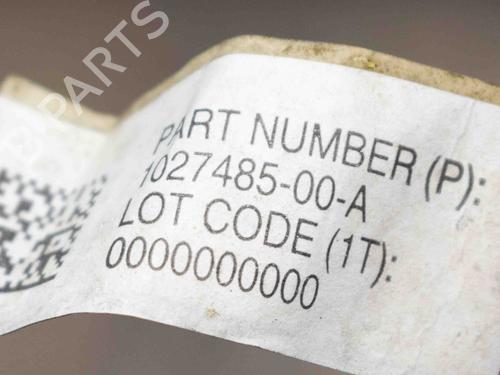 PARTS
PART NUMBER (P):
1027485-00-A
LOT CODE (1T):
0000000000